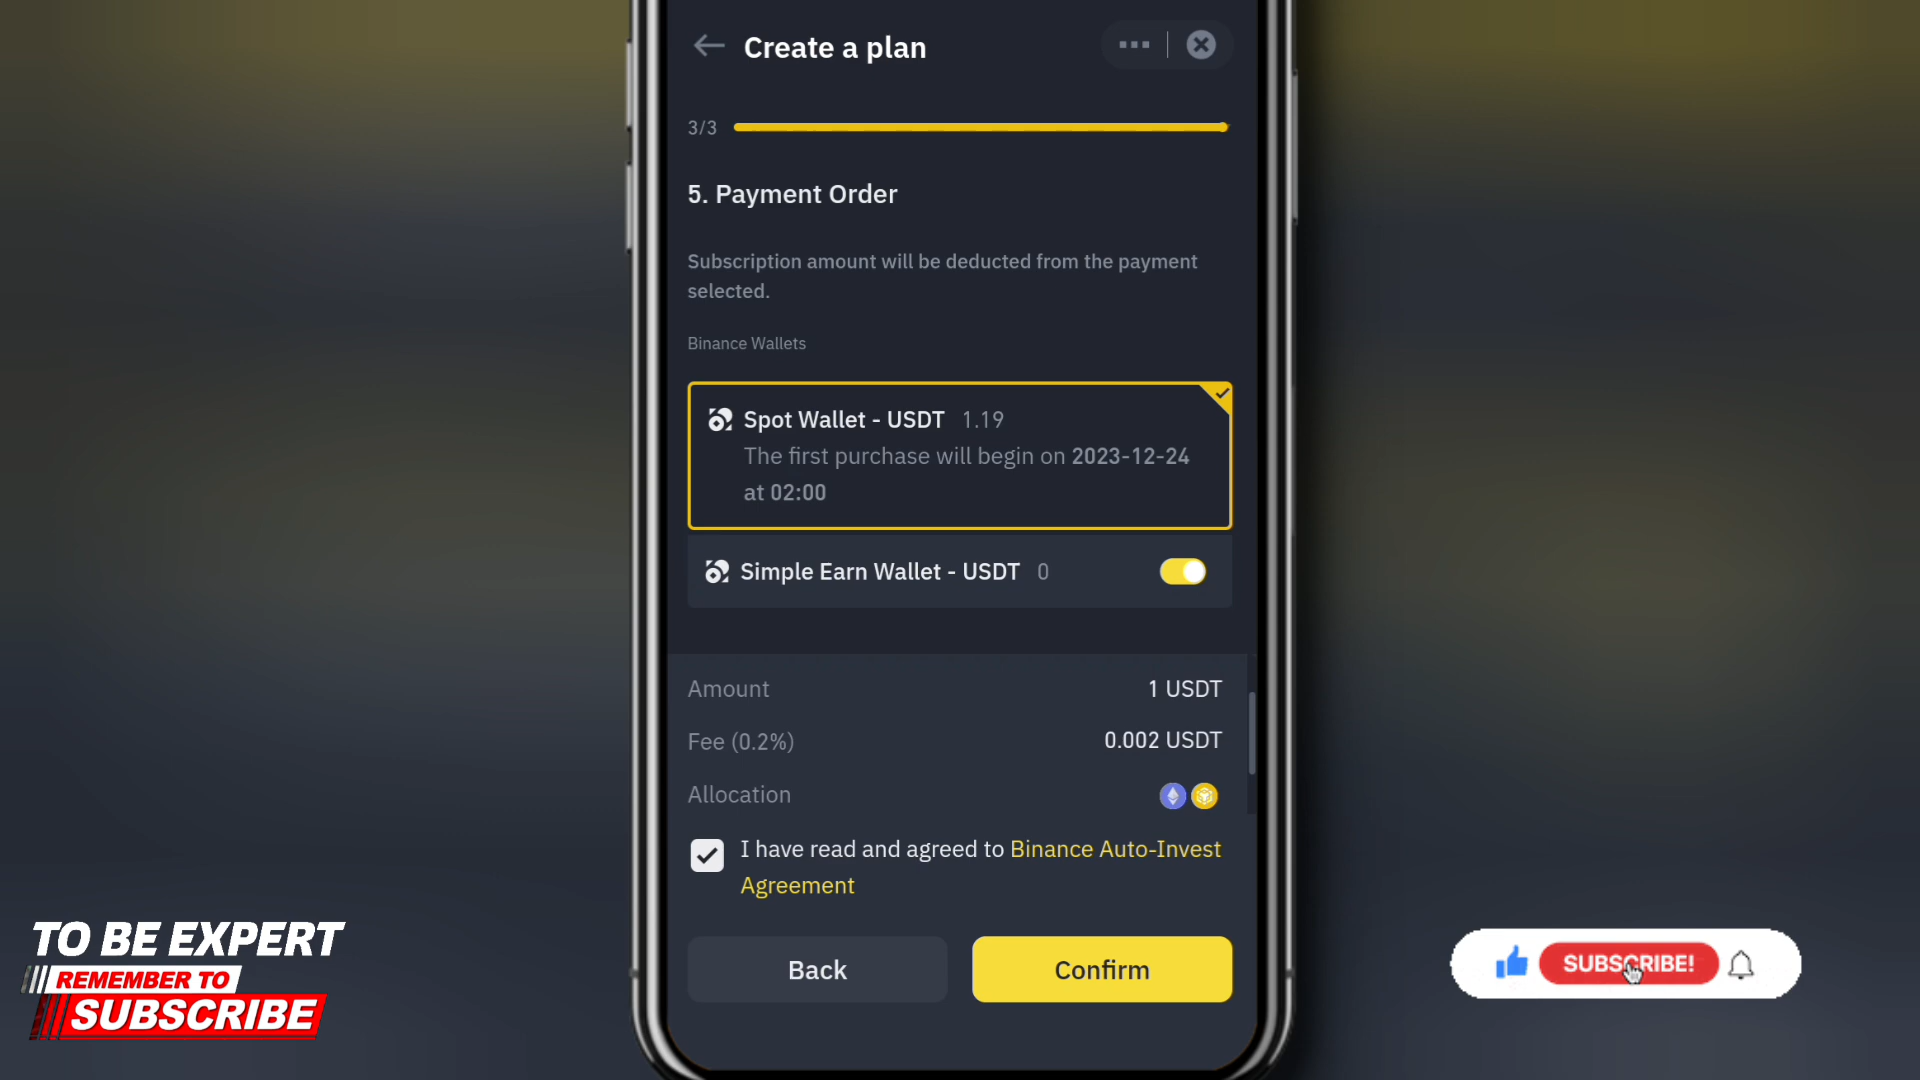 Create a plan
3/3
5. Payment Order
Subscription amount will be deducted from the payment
selected.
Binance Wallets
Spot Wallet - USDT 1.19
The first purchase will begin on 2023-12-24
at 02:00
Simple Earn Wallet - USDT 0
Amount 1 USDT
Fee (0.2%) 0.002 USDT
Allocation
I have read and agreed to Binance Auto-Invest
Agreement
Back Confirm
TO BE EXPERT
REMEMBER TO
SUBSCRIBE
SUBSCRIBE!